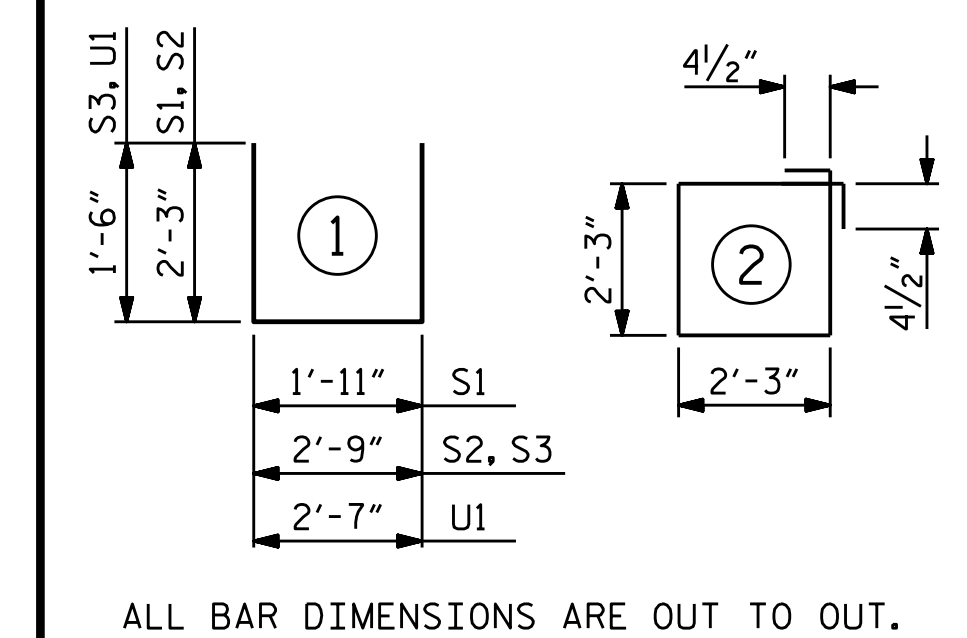 S3, U1
S1, S2
1'-6"
2'-3"
1
1'-11" S1
2'-9" S2, S3
2'-7" U1
4½"
2'-3"
2
4½"
2'-3"
ALL BAR DIMENSIONS ARE OUT TO OUT.